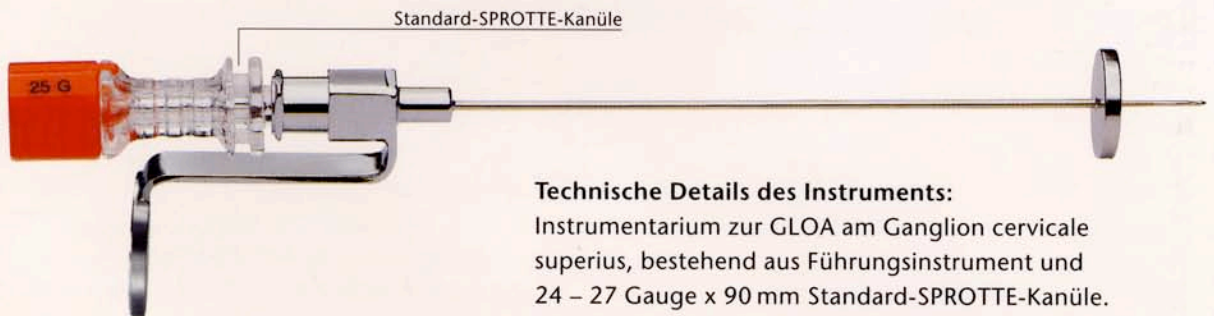 Standard-SPROTTE-Kanüle
25 G
Technische Details des Instruments:
Instrumentarium zur GLOA am Ganglion cervicale
superius, bestehend aus Führungsinstrument und
24 – 27 Gauge x 90 mm Standard-SPROTTE-Kanüle.